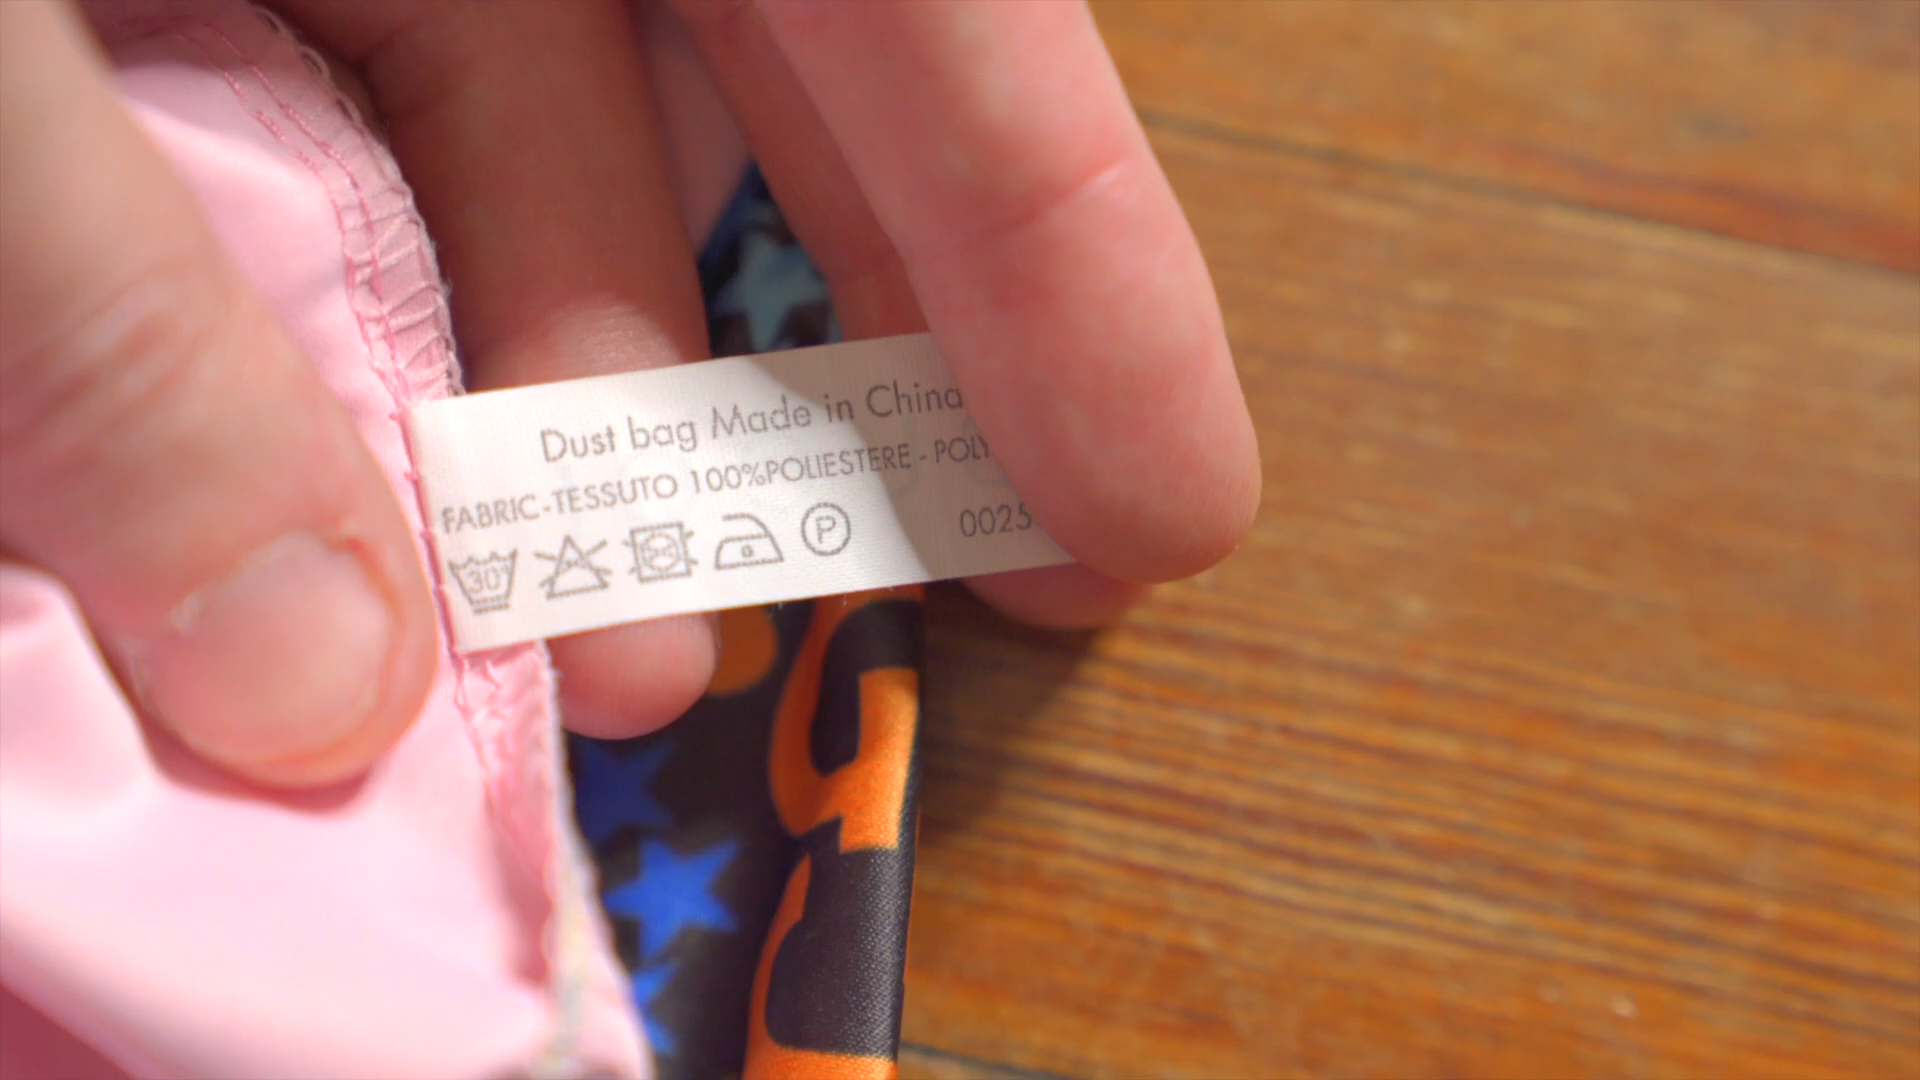 Dust bag Made in China
FABRIC-TESSUTO 100%POLIESTERE - POLY
30° P 0025